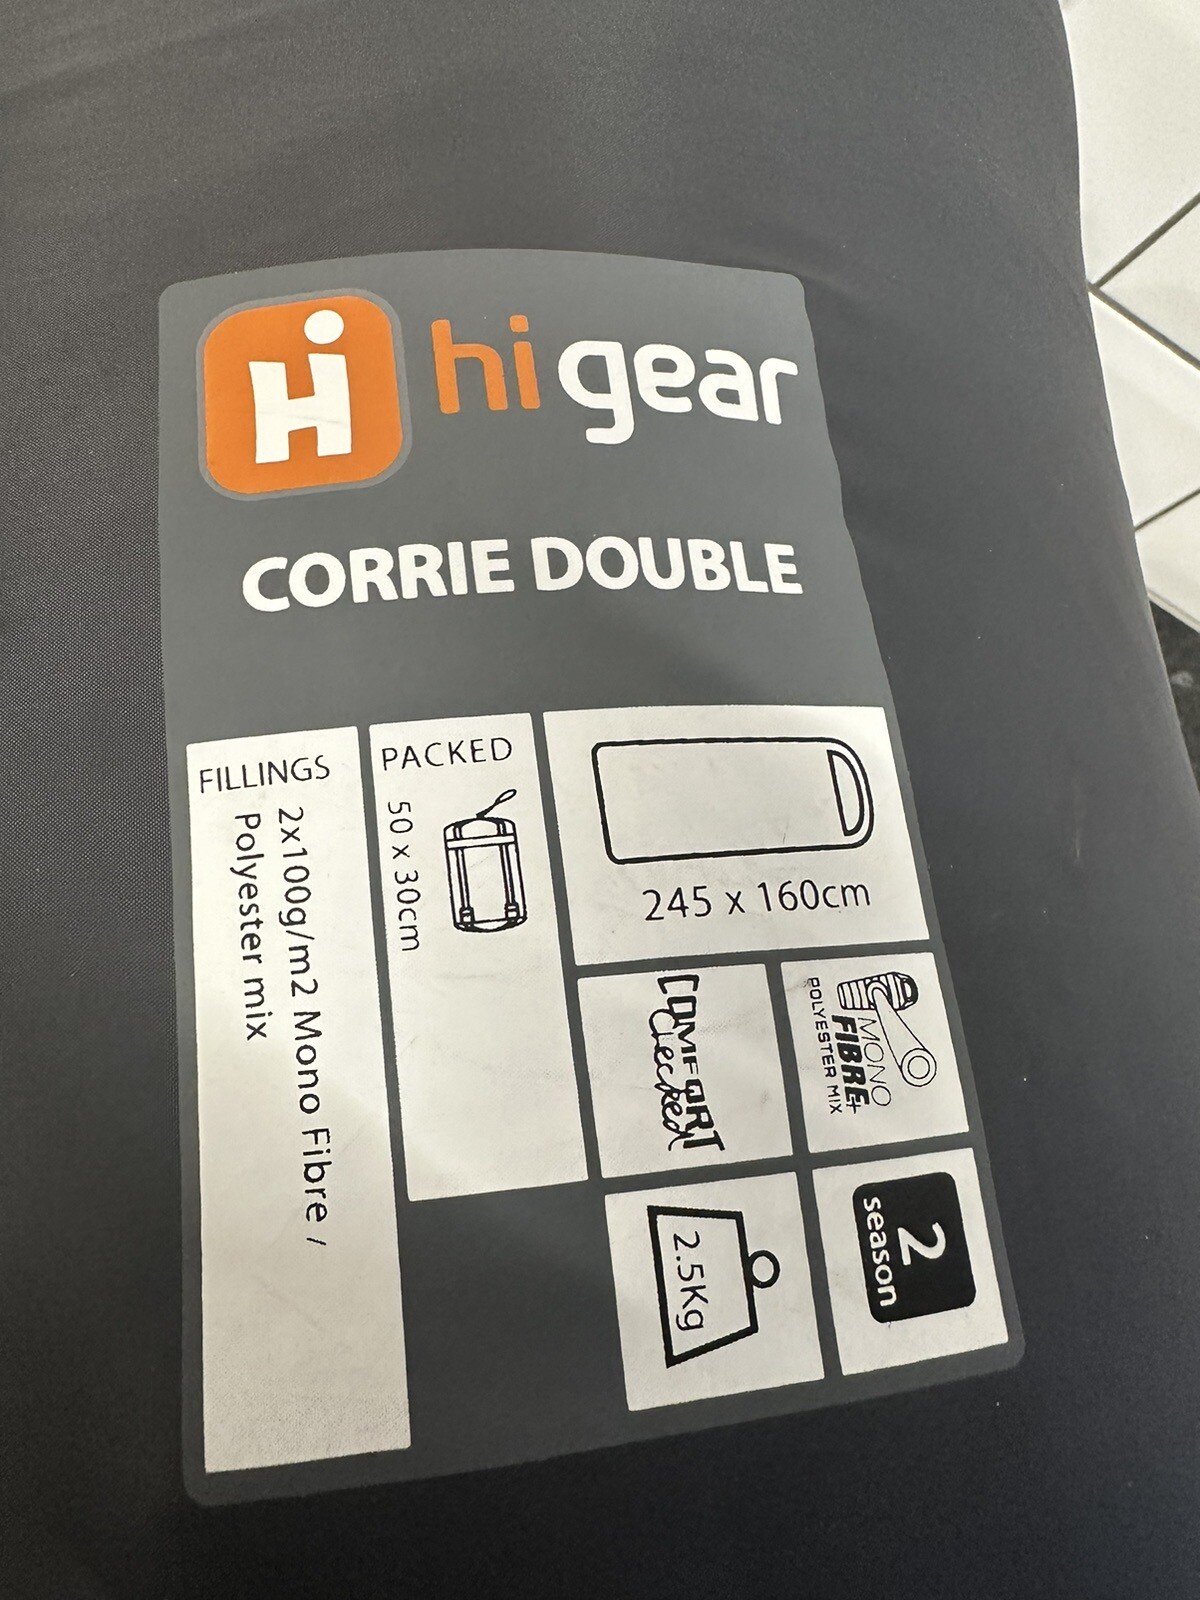 Hi
hi gear
CORRIE DOUBLE
FILLINGS
2x100g/m2 Mono Fibre /
Polyester mix
PACKED
50 x 30cm
245 x 160cm
COMFORT
Checked
MONO
FIBRE+
POLYESTER MIX
2.5Kg
2
season